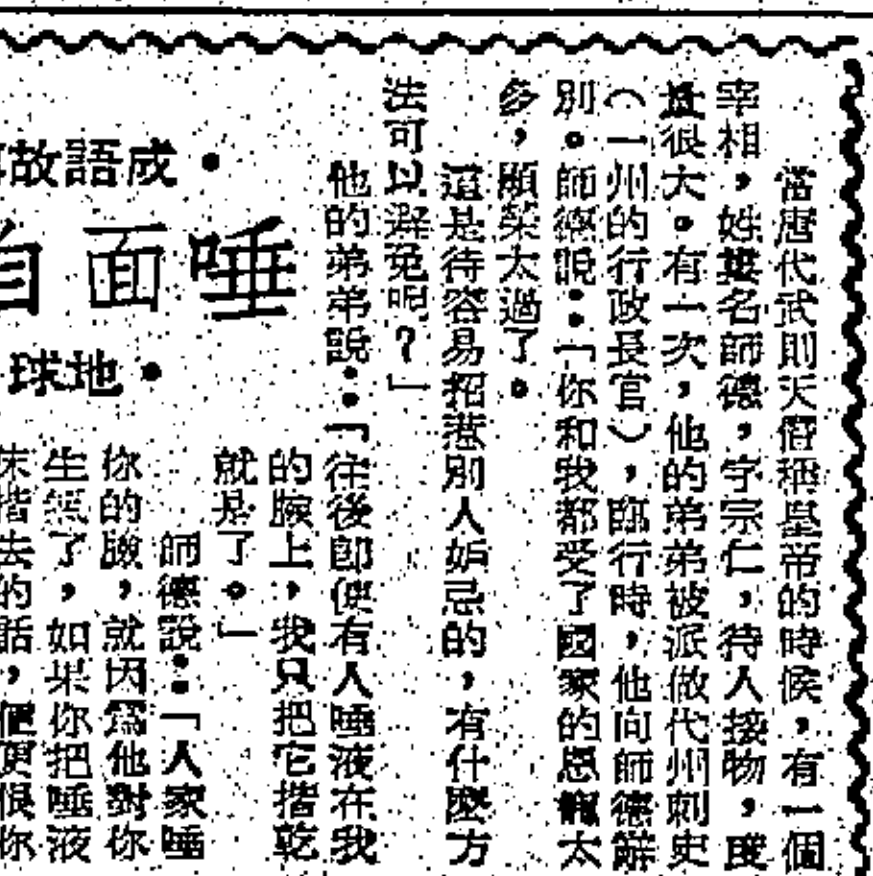 當唐代武則天僭稱皇帝的時候，有一個
宰相，姓婁名師德，字宗仁，待人接物，度
量很大。有一次，他的弟弟被派做代州刺史
（一州的行政長官），臨行時，他向師德辭
別。師德說：「你和我都受了國家的恩寵太
多，顯榮太過了。
這是待容易招惹別人妒忌的，有什麼方
法可以避免呢？」
他的弟弟說：「往後卽使有人唾液在我
的臉上，我只把它揩乾
就是了。」
師德說：「人家唾
你的臉，就因爲他對你
生氣了，如果你把唾液
揩去的話，便更恨你
•成語故
唾面自
•地球